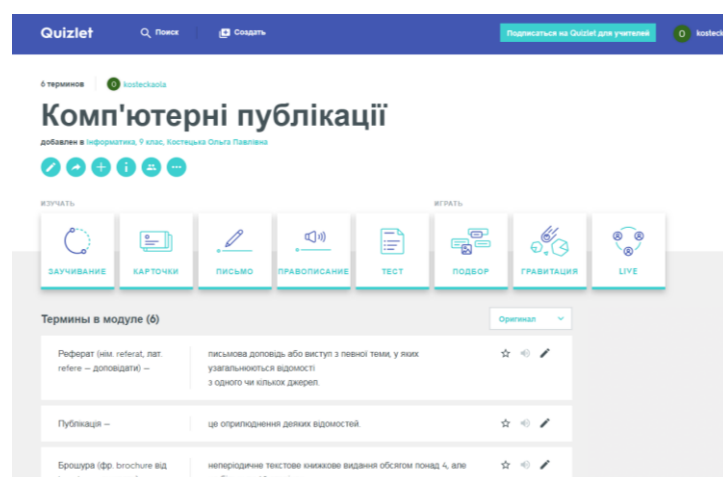 Quizlet
Поиск
Создать
Подписаться на Quizlet для учителей
O
6 терминов
O
kosteckaola
Комп'ютерні публікації
добавлен в Інформатика, 9 клас, Костецька Ольга Павлівна
ИЗУЧАТЬ
ИГРАТЬ
ЗАУЧИВАНИЕ
КАРТОЧКИ
ПИСЬМО
ПРАВОПИСАНИЕ
ТЕСТ
ПОДБОР
ГРАВИТАЦИЯ
LIVE
Термины в модуле (6)
Оригинал
Реферат (нім. referat, лат.
refere – доповідати) –
письмова доповідь або виступ з певної теми, у яких
узагальнюються відомості
з одного чи кількох джерел.
Публікація –
це оприлюднення деяких відомостей.
Брошура (фр. brochure від
неперіодичне текстове книжкове видання обсягом понад 4, але